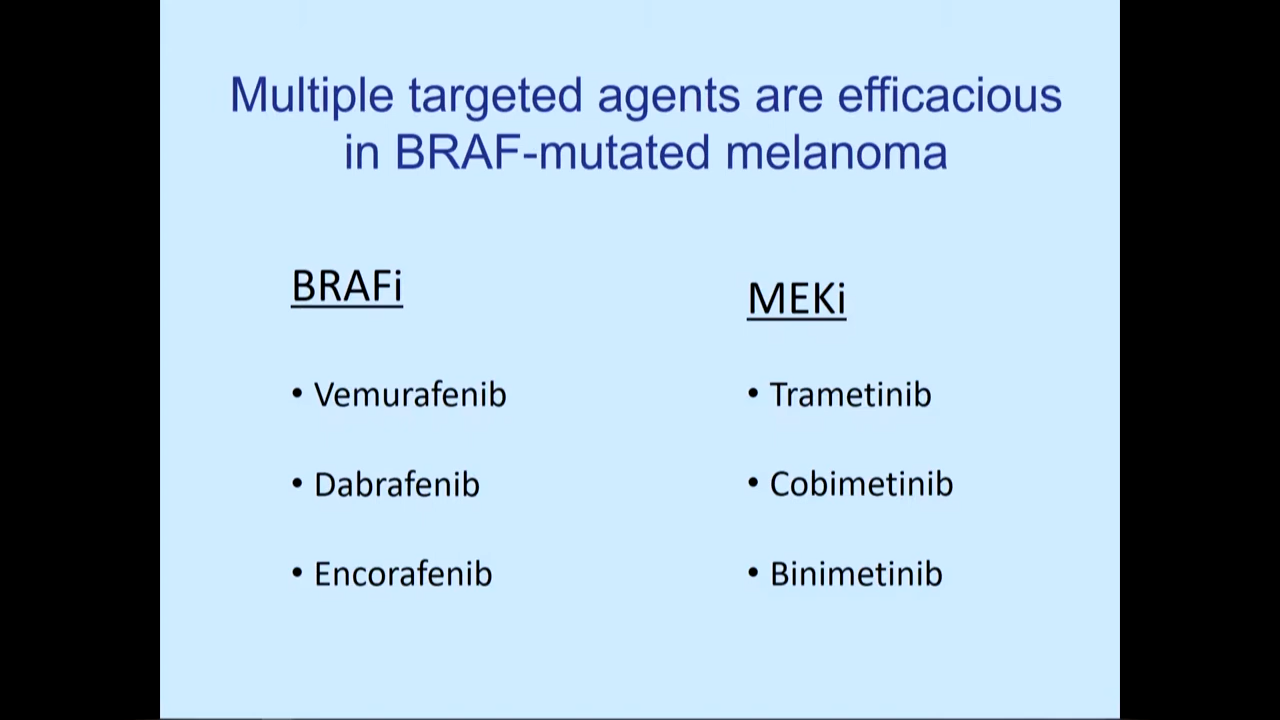 Multiple targeted agents are efficacious
in BRAF-mutated melanoma
BRAFi
• Vemurafenib
• Dabrafenib
• Encorafenib
MEKi
• Trametinib
• Cobimetinib
• Binimetinib